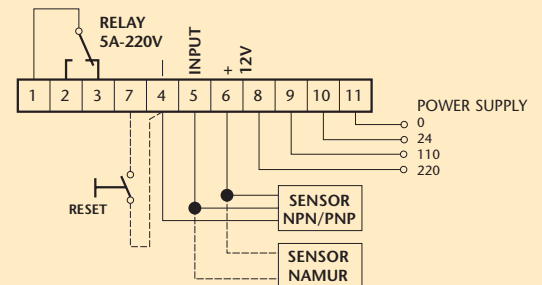 RELAY
5A-220V
INPUT
+ 12V
1 2 3 7 4 5 6 8 9 10 11
POWER SUPPLY
0
24
110
220
RESET
SENSOR
NPN/PNP
SENSOR
NAMUR